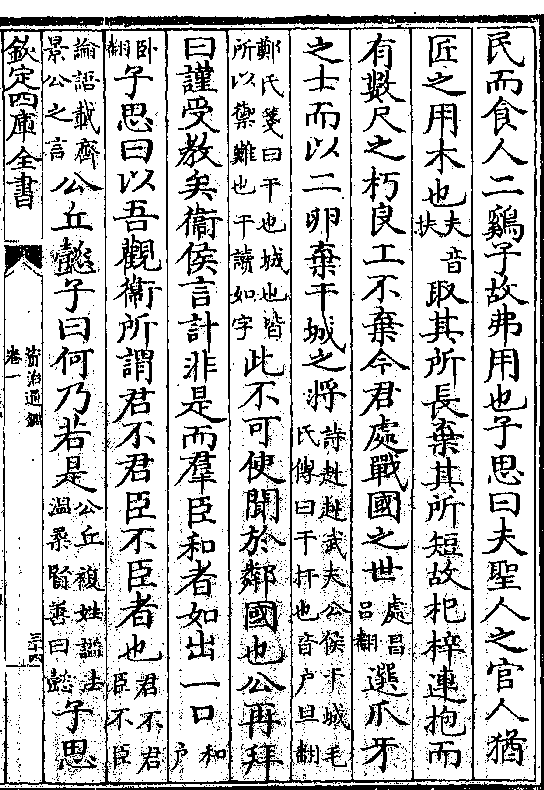 民而食人二鷄子故弗用也子思曰夫聖人之官人猶
匠之用木也夫音扶取其所長棄其所短故杞梓連抱而
有數尺之朽良工不棄今君處戰國之世處昌呂翻選爪牙
之士而以二卵棄干城之將詩赳赳武夫公侯干城毛氏傳曰干扞也音户旦翻
鄭氏箋曰干也城也皆所以禦難也干讀如字此不可使聞於鄰國也公再拜
曰謹受教矣衛侯言計非是而羣臣和者如出一口和户
卧翻子思曰以吾觀衛所謂君不君臣不臣者也君不君臣不臣
論語載齊景公之言公丘懿子曰何乃若是公丘複姓諡法温柔賢善曰懿子思
欽定四庫全書
資治通鑑
卷一
三十四